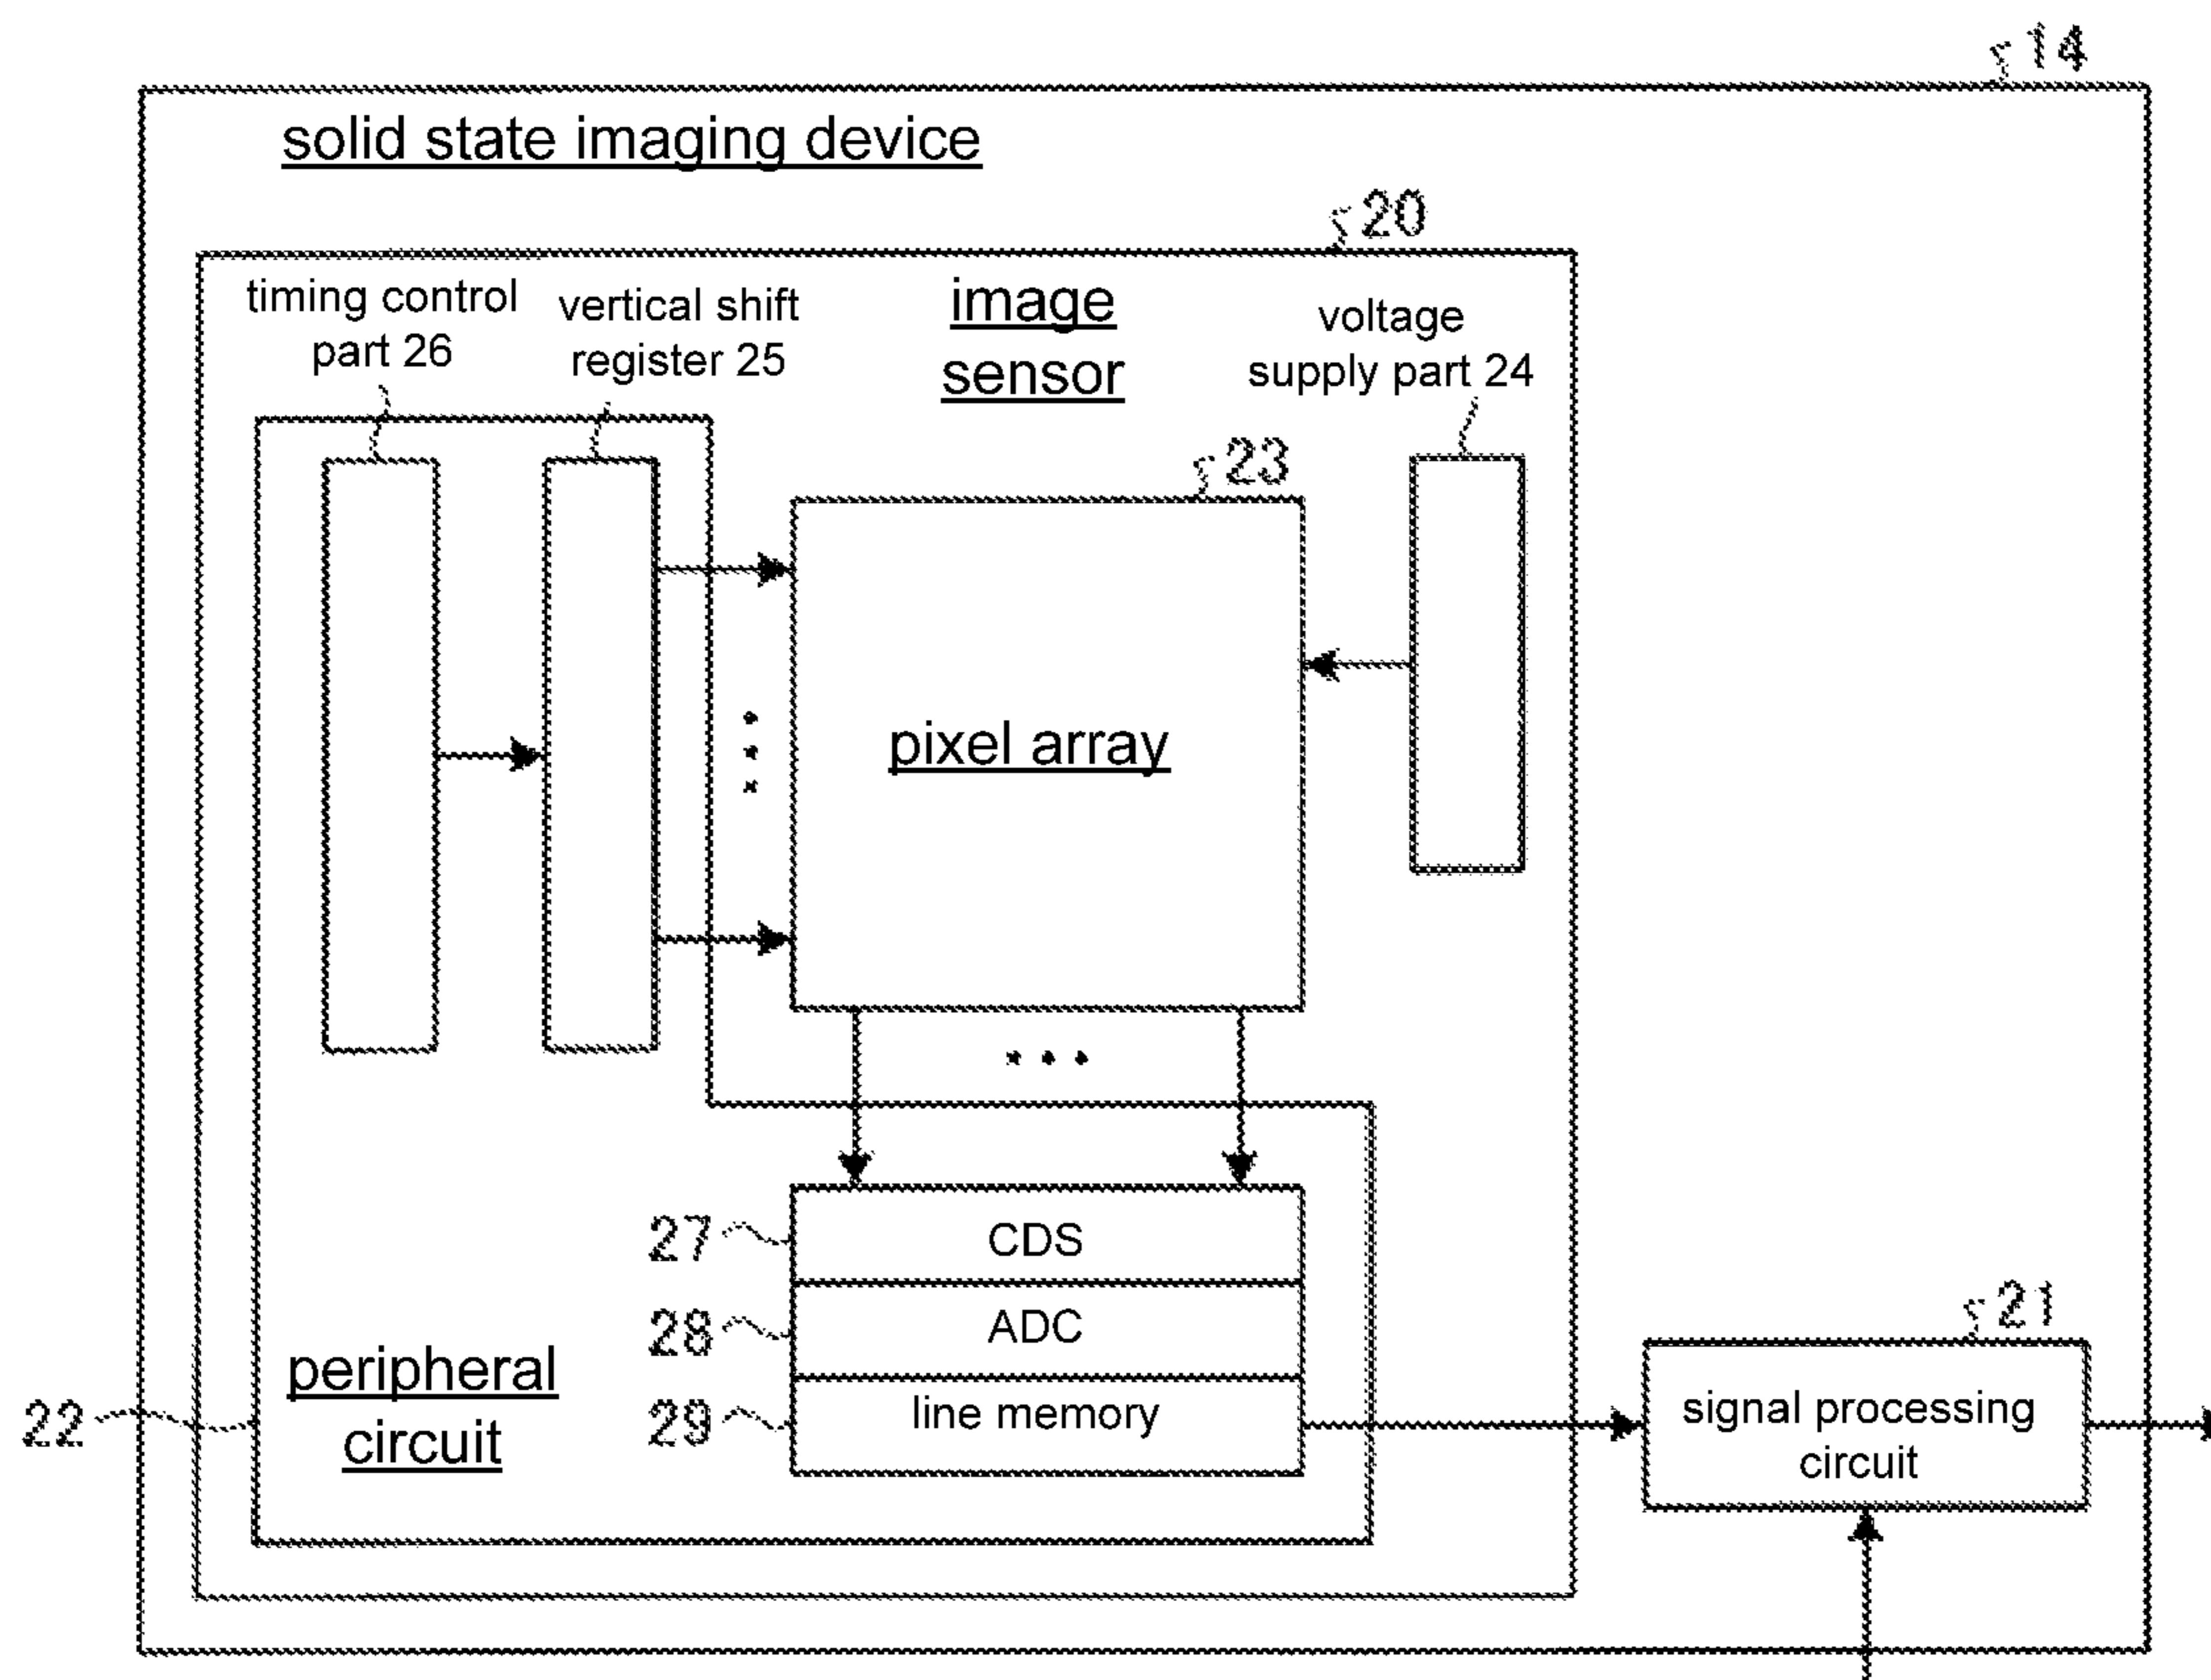 14
solid state imaging device
20
timing control
part 26
vertical shift
register 25
image
sensor
voltage
supply part 24
23
pixel array
27
CDS
28
ADC
29
line memory
peripheral
circuit
22
21
signal processing
circuit